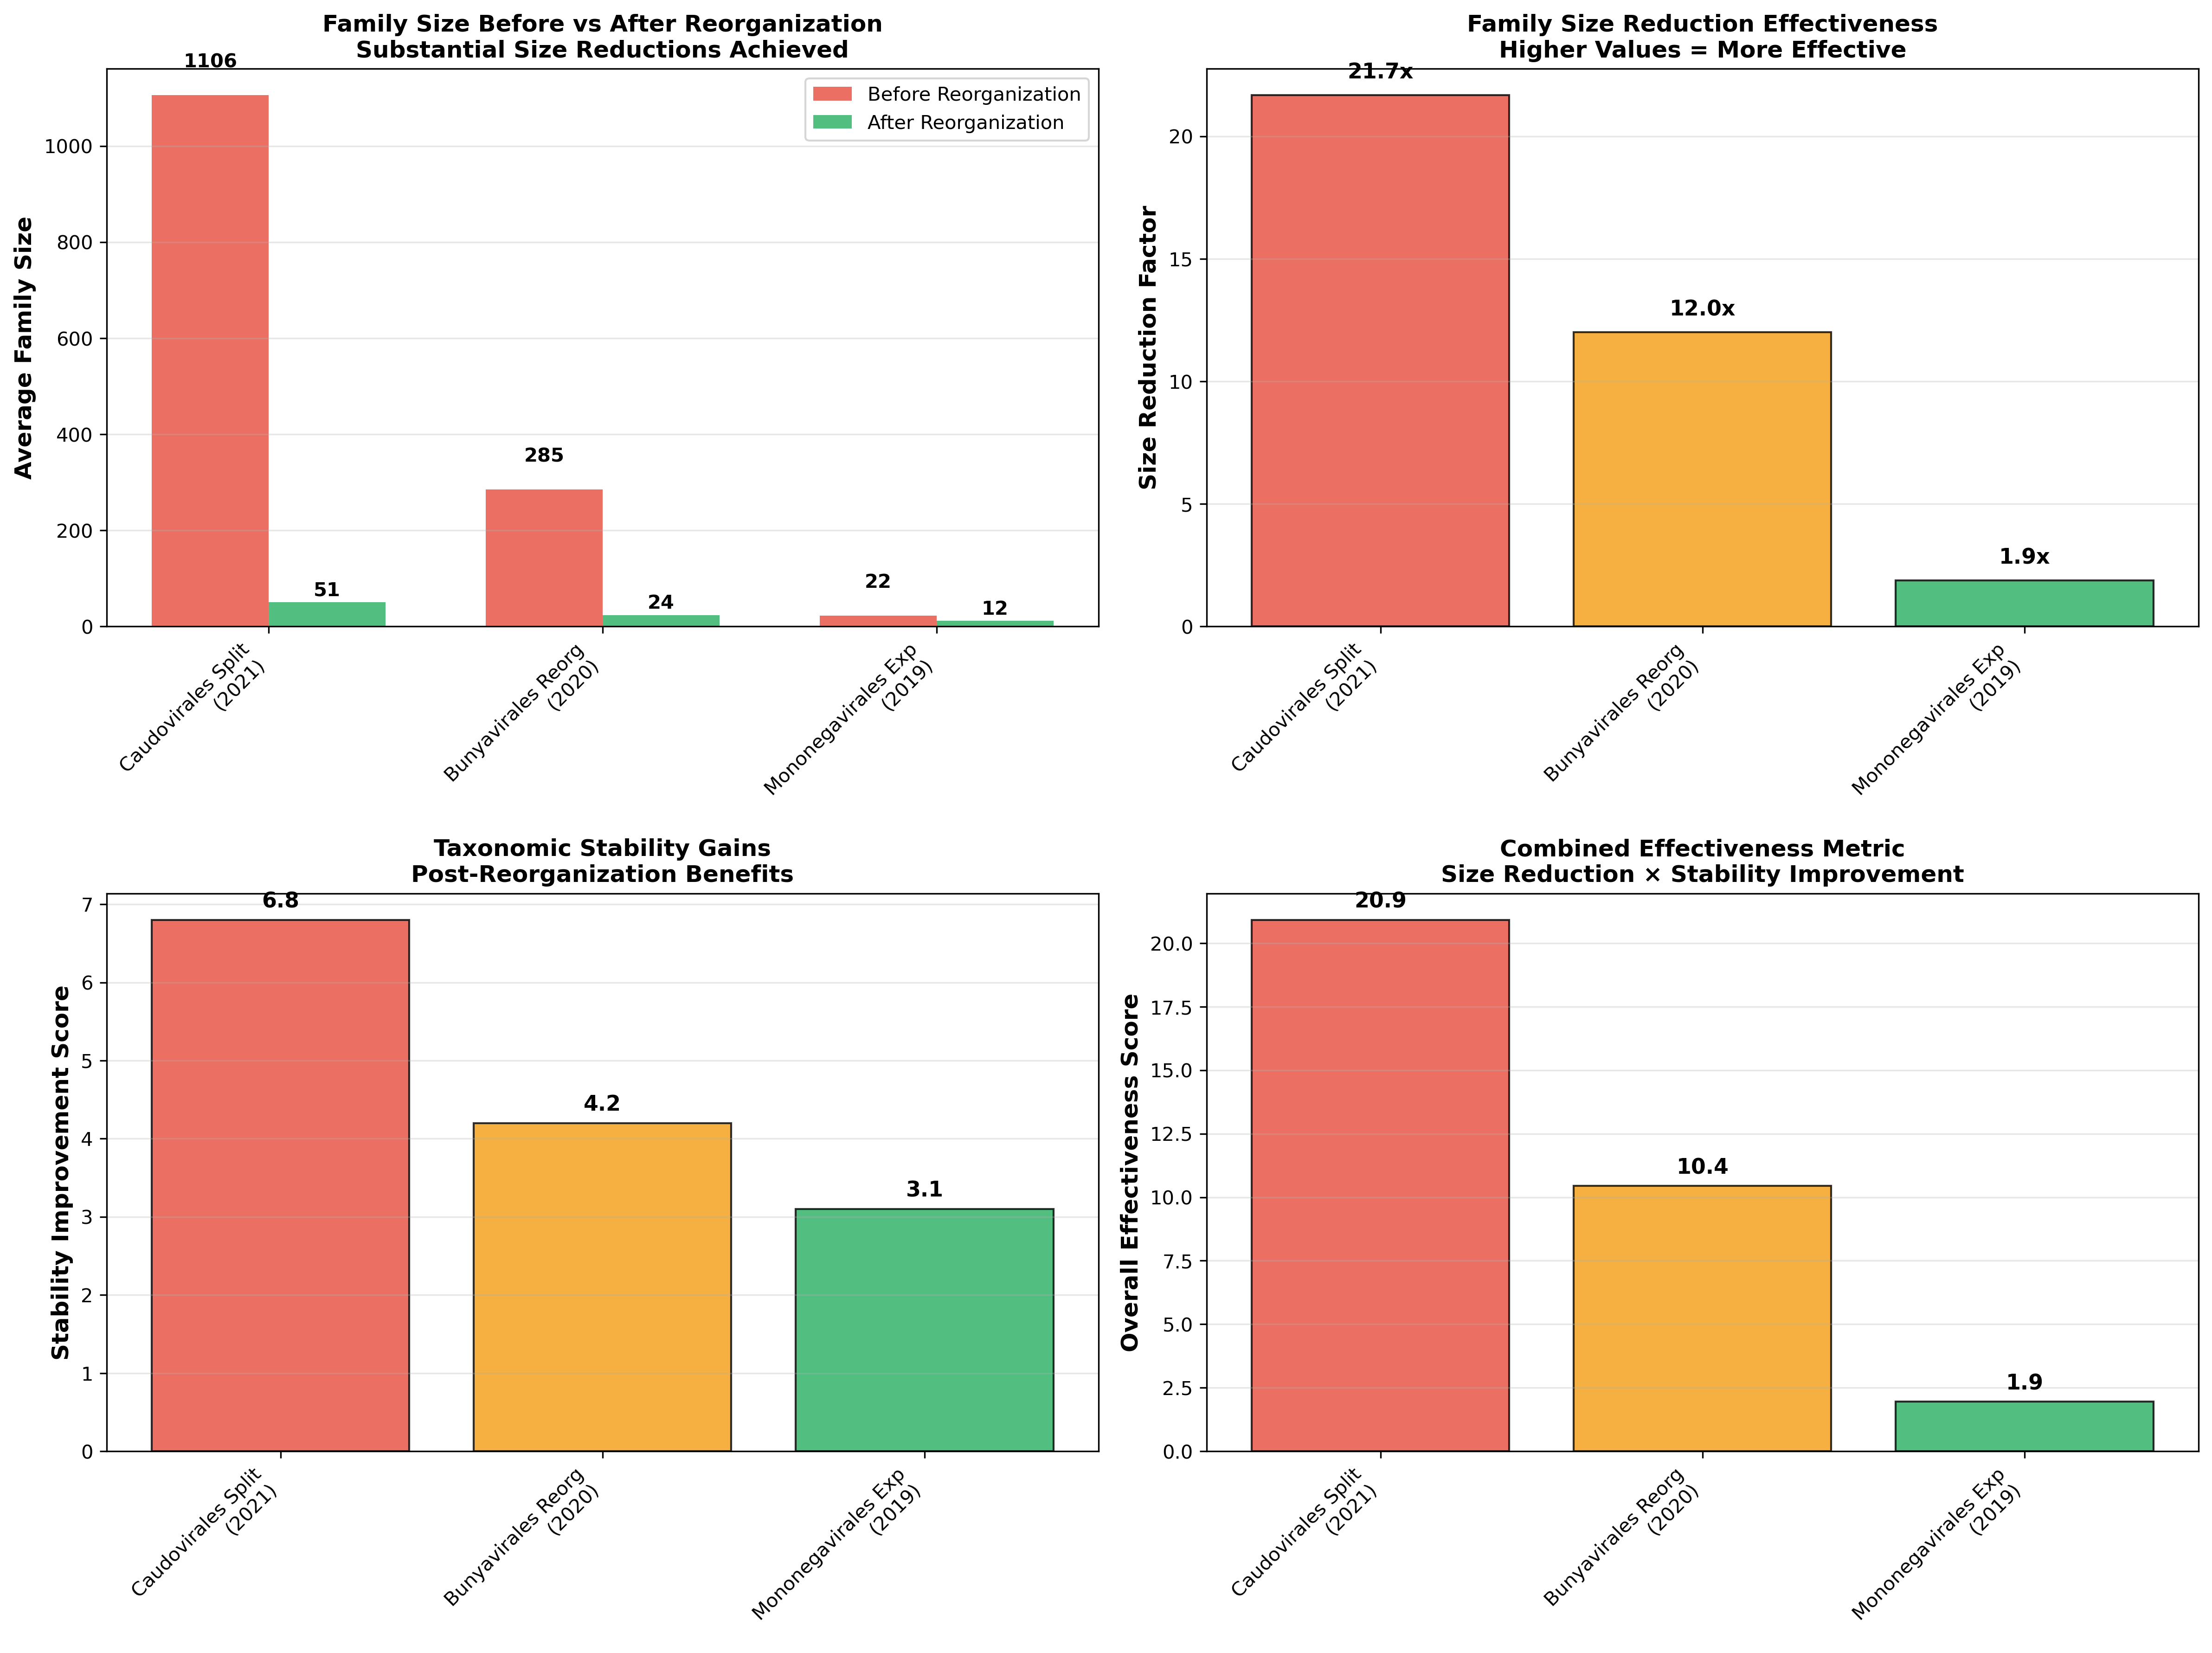 Family Size Before vs After Reorganization
Substantial Size Reductions Achieved
Average Family Size
1000
800
600
400
200
0
1106
51
285
24
22
12
Before Reorganization
After Reorganization
Caudovirales Split
(2021)
Bunyavirales Reorg
(2020)
Mononegavirales Exp
(2019)
Family Size Reduction Effectiveness
Higher Values = More Effective
Size Reduction Factor
20
15
10
5
0
21.7x
12.0x
1.9x
Caudovirales Split
(2021)
Bunyavirales Reorg
(2020)
Mononegavirales Exp
(2019)
Taxonomic Stability Gains
Post-Reorganization Benefits
Stability Improvement Score
7
6
5
4
3
2
1
0
6.8
4.2
3.1
Caudovirales Split
(2021)
Bunyavirales Reorg
(2020)
Mononegavirales Exp
(2019)
Combined Effectiveness Metric
Size Reduction × Stability Improvement
Overall Effectiveness Score
20.0
17.5
15.0
12.5
10.0
7.5
5.0
2.5
0.0
20.9
10.4
1.9
Caudovirales Split
(2021)
Bunyavirales Reorg
(2020)
Mononegavirales Exp
(2019)